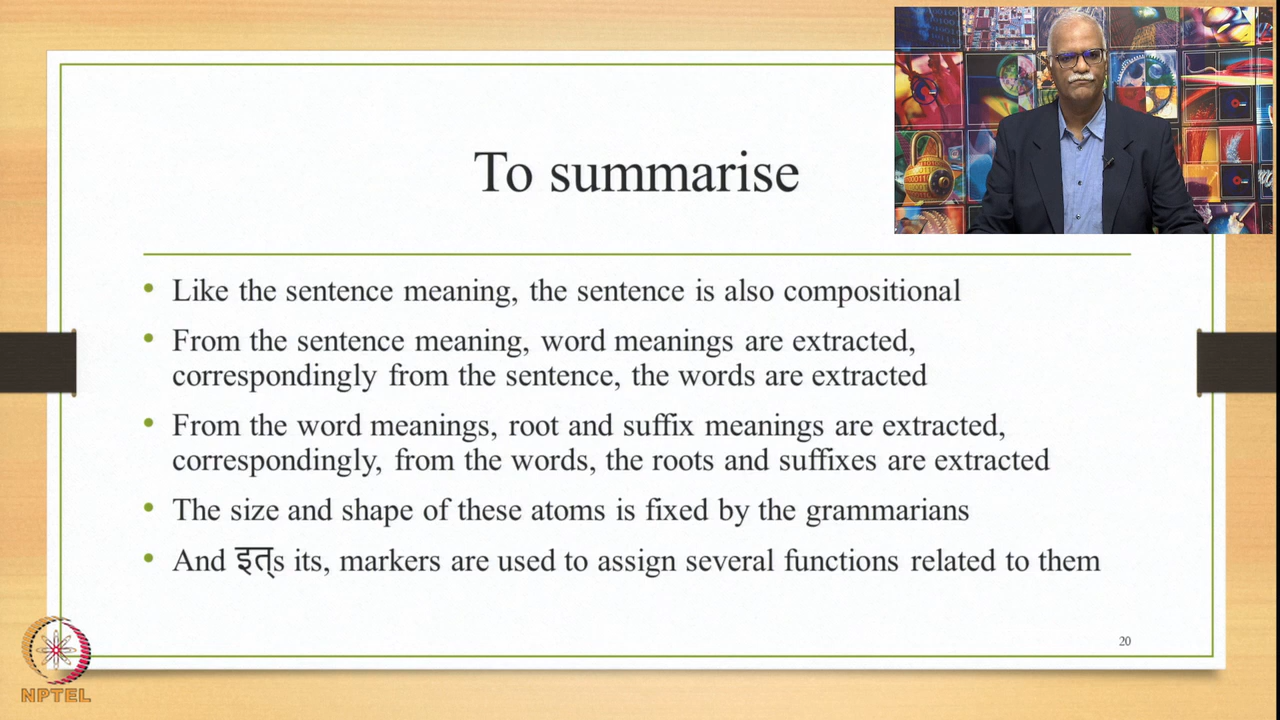 To summarise
• Like the sentence meaning, the sentence is also compositional
• From the sentence meaning, word meanings are extracted,
correspondingly from the sentence, the words are extracted
• From the word meanings, root and suffix meanings are extracted,
correspondingly, from the words, the roots and suffixes are extracted
• The size and shape of these atoms is fixed by the grammarians
• And इत्s its, markers are used to assign several functions related to them
20
NPTEL